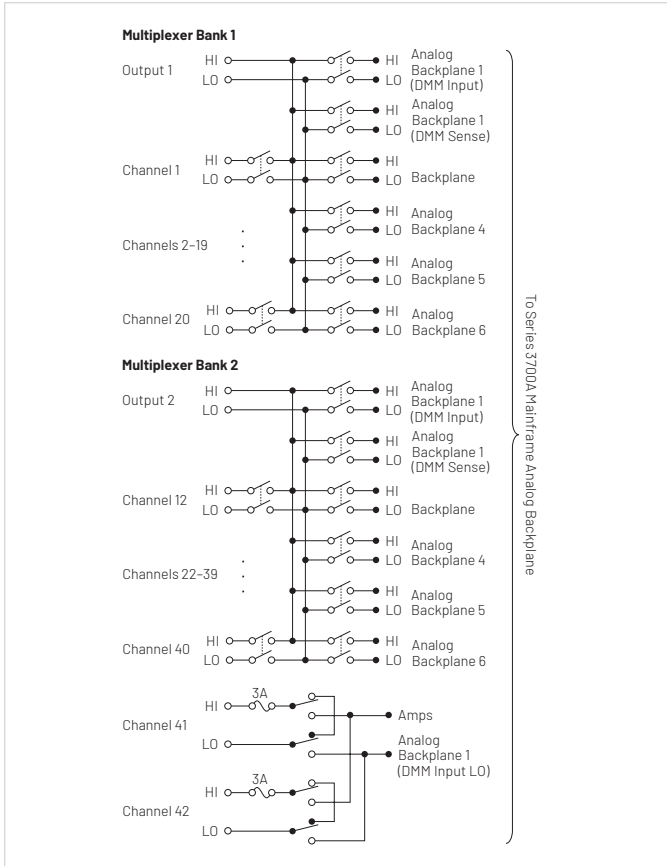 Multiplexer Bank 1
Output 1
HI
LO
HI Analog
Backplane 1
LO (DMM Input)
HI Analog
Backplane 1
LO (DMM Sense)
Channel 1
HI
LO
HI
LO Backplane
HI Analog
LO Backplane 4
Channels 2–19
HI Analog
LO Backplane 5
Channel 20
HI
LO
HI Analog
LO Backplane 6
Multiplexer Bank 2
Output 2
HI
LO
HI Analog
Backplane 1
LO (DMM Input)
HI Analog
Backplane 1
LO (DMM Sense)
Channel 12
HI
LO
HI
LO Backplane
HI Analog
LO Backplane 4
Channels 22–39
HI Analog
LO Backplane 5
Channel 40
HI
LO
HI Analog
LO Backplane 6
Channel 41
HI
3A
LO
Amps
Analog
Backplane 1
(DMM Input LO)
Channel 42
HI
3A
LO
To Series 3700A Mainframe Analog Backplane